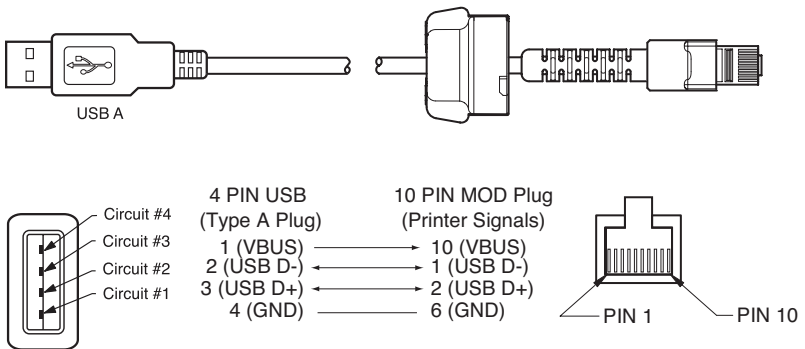 USB A
4 PIN USB
(Type A Plug)
10 PIN MOD Plug
(Printer Signals)
Circuit #4
Circuit #3
Circuit #2
Circuit #1
1 (VBUS) 10 (VBUS)
2 (USB D-) 1 (USB D-)
3 (USB D+) 2 (USB D+)
4 (GND) 6 (GND)
PIN 1
PIN 10